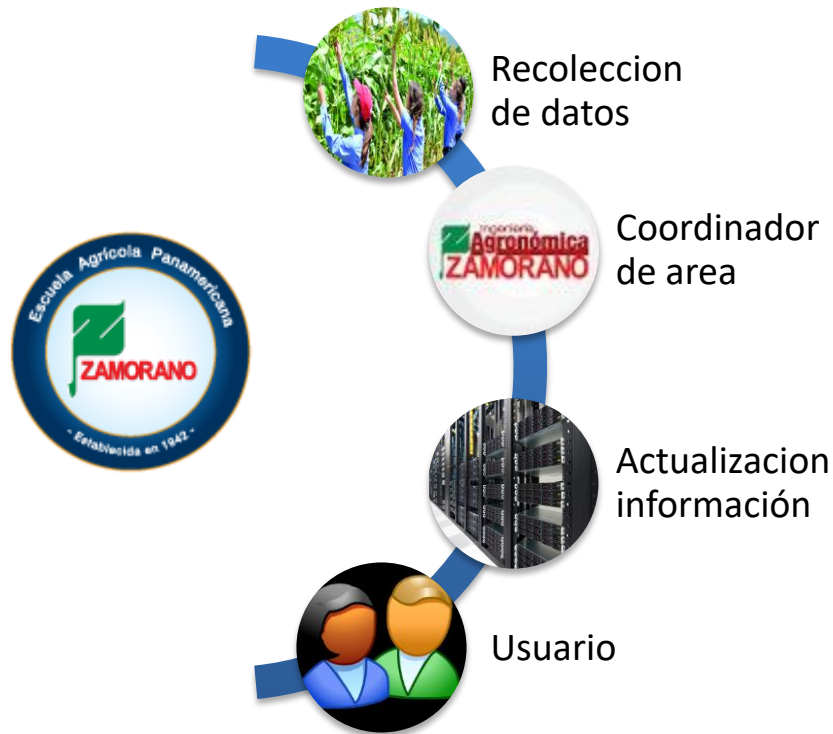 Recoleccion
de datos
Ingeniería
Agronómica
ZAMORANO
Coordinador
de area
Escuela Agrícola Panamericana
ZAMORANO
- Establecida en 1942 -
Actualizacion
información
Usuario